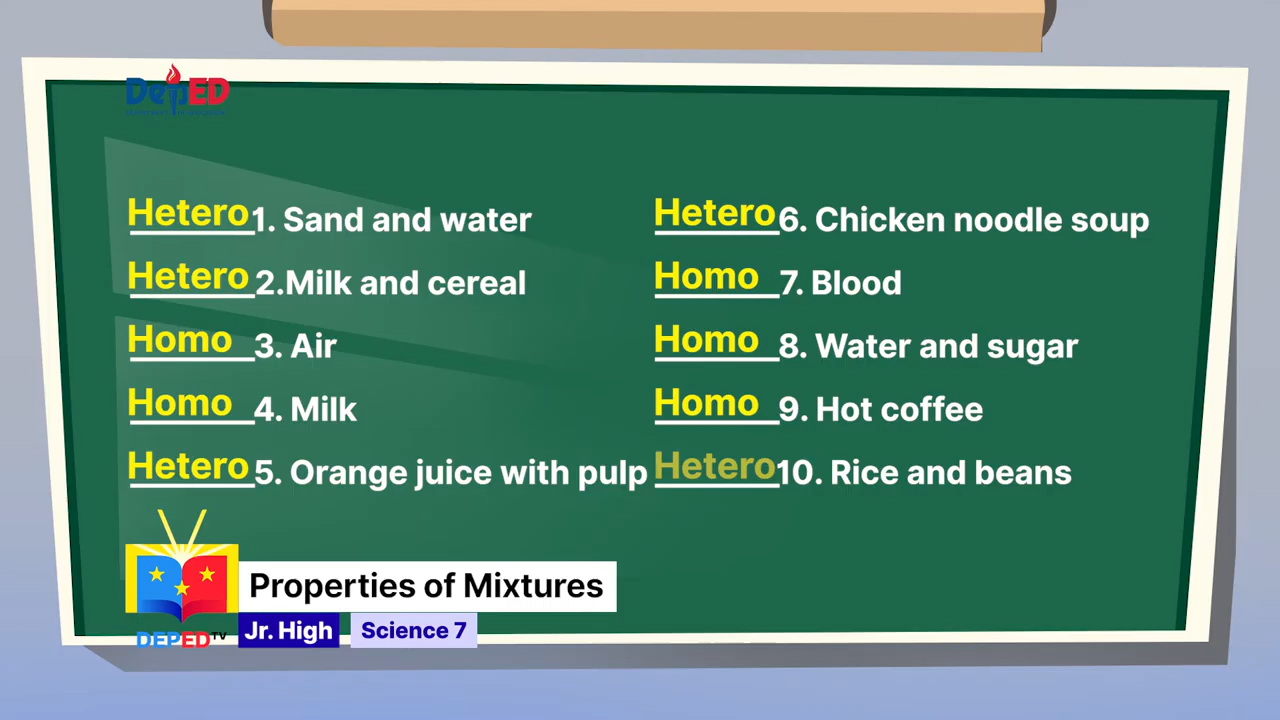 DepED
Hetero 1. Sand and water
Hetero 2.Milk and cereal
Homo 3. Air
Homo 4. Milk
Hetero 5. Orange juice with pulp
Hetero 6. Chicken noodle soup
Homo 7. Blood
Homo 8. Water and sugar
Homo 9. Hot coffee
Hetero 10. Rice and beans
Properties of Mixtures
Jr. High
Science 7
DEPED TV